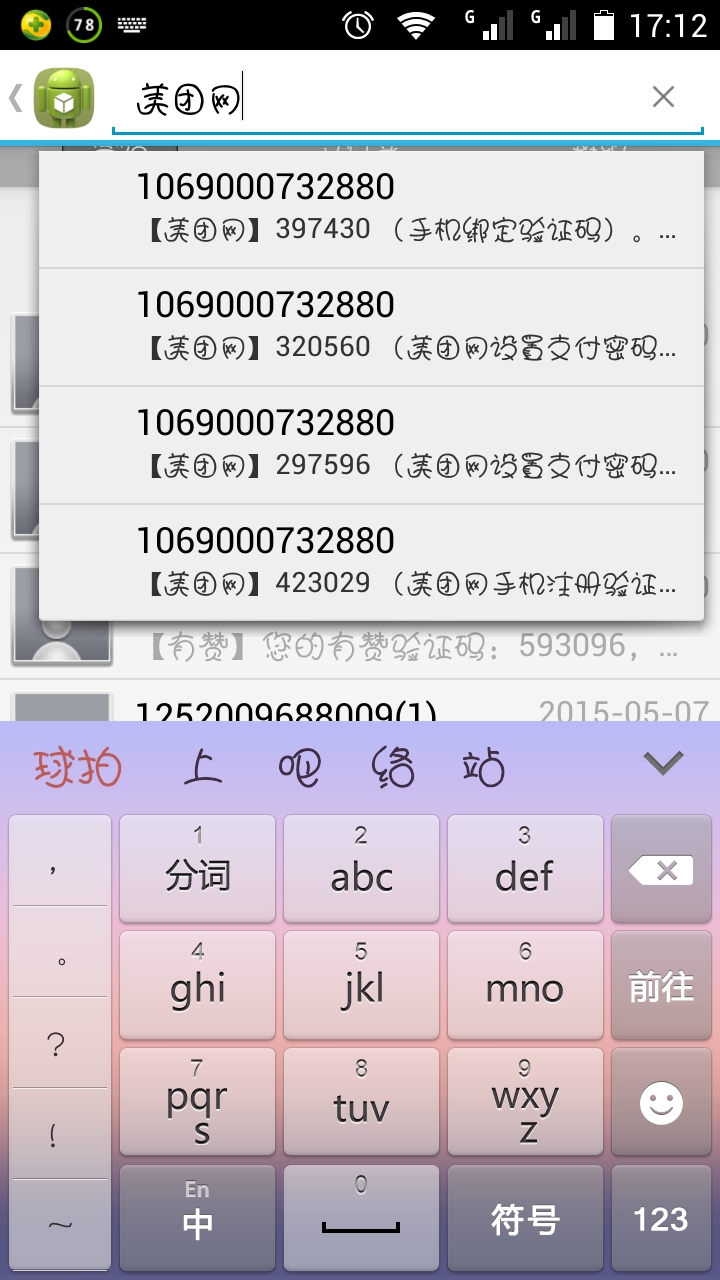 78 G G 17:12
美团网
1069000732880
【美团网】397430 （手机绑定验证码）。...
1069000732880
【美团网】320560 （美团网设置支付密码...
1069000732880
【美团网】297596 （美团网设置支付密码...
1069000732880
【美团网】423029 （美团网手机注册验证...
【有赞】您的有赞验证码：593096，...
1252009688009(1) 2015-05-07
球拍 上 吧 络 站
， 1 2 3
分词 abc def
。 4 5 6
ghi jkl mno 前往
？ 7 8 9
pqrs tuv wxyz
！
～ En 0
中 符号 123